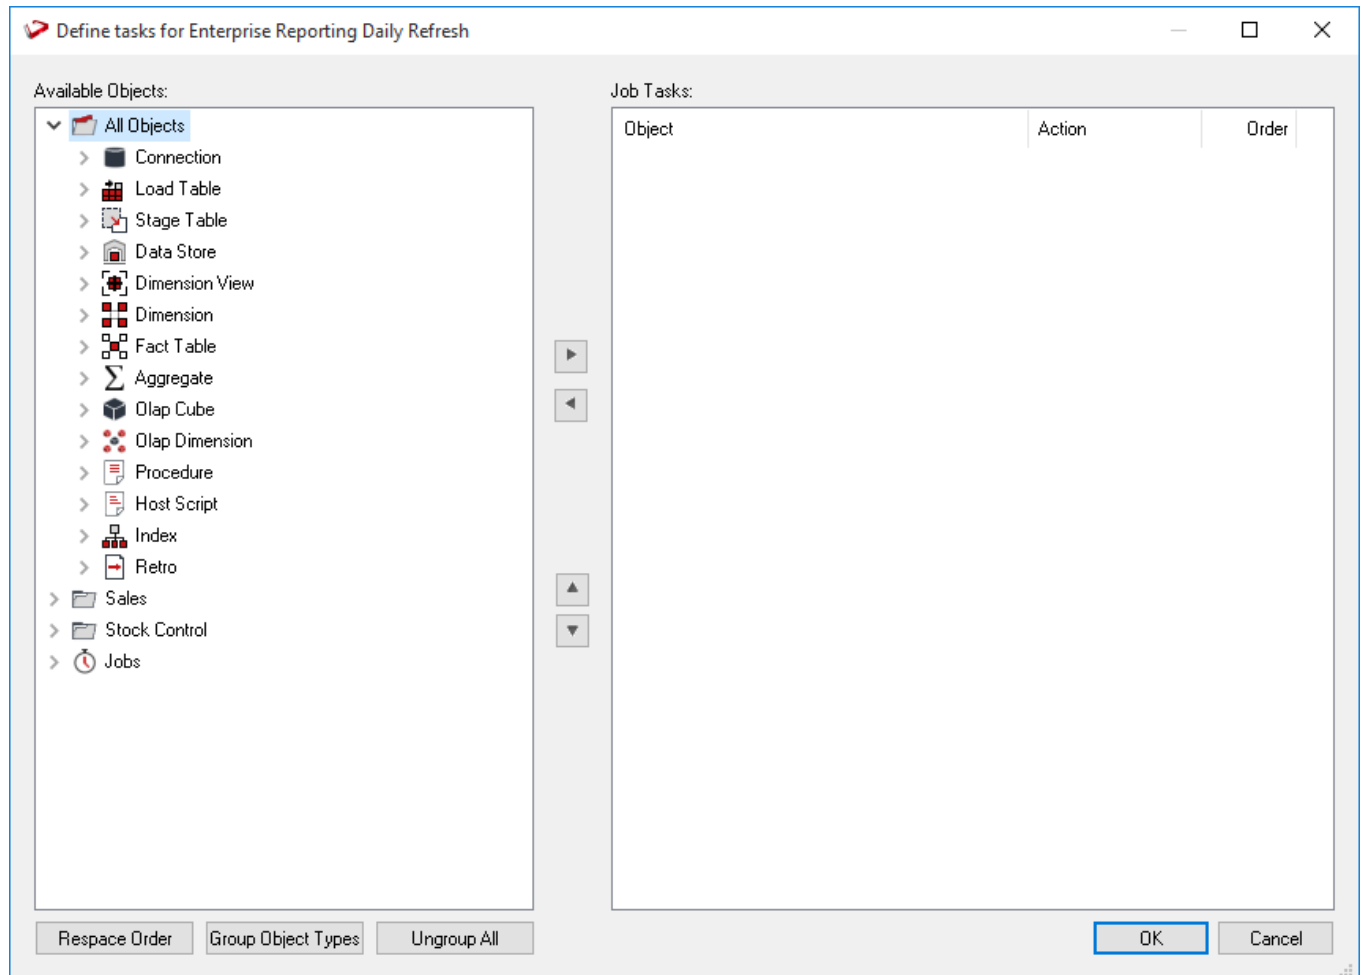 Define tasks for Enterprise Reporting Daily Refresh
Available Objects:
Job Tasks:
All Objects
Connection
Load Table
Stage Table
Data Store
Dimension View
Dimension
Fact Table
Aggregate
Olap Cube
Olap Dimension
Procedure
Host Script
Index
Retro
Sales
Stock Control
Jobs
Object Action Order
Respace Order Group Object Types Ungroup All OK Cancel